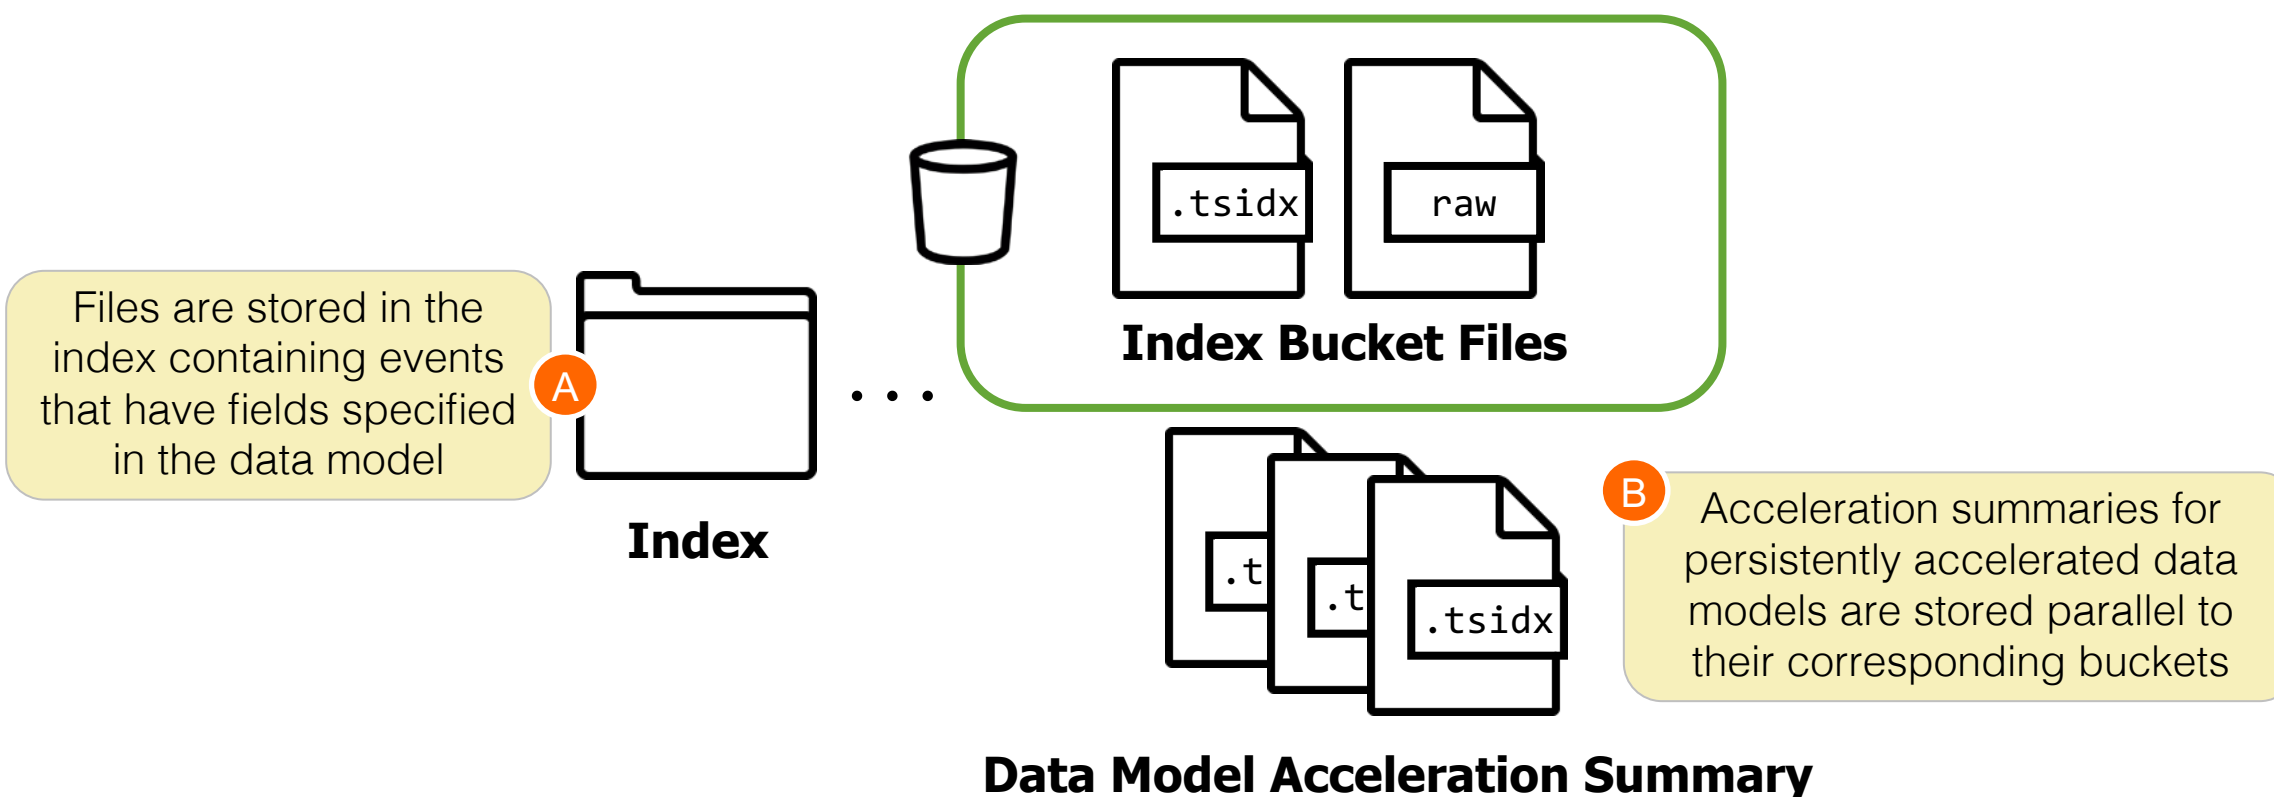 .tsidx
raw
Index Bucket Files
Files are stored in the
index containing events
that have fields specified
in the data model
A
. . .
Index
.t
.t
.tsidx
B
Acceleration summaries for
persistently accelerated data
models are stored parallel to
their corresponding buckets
Data Model Acceleration Summary